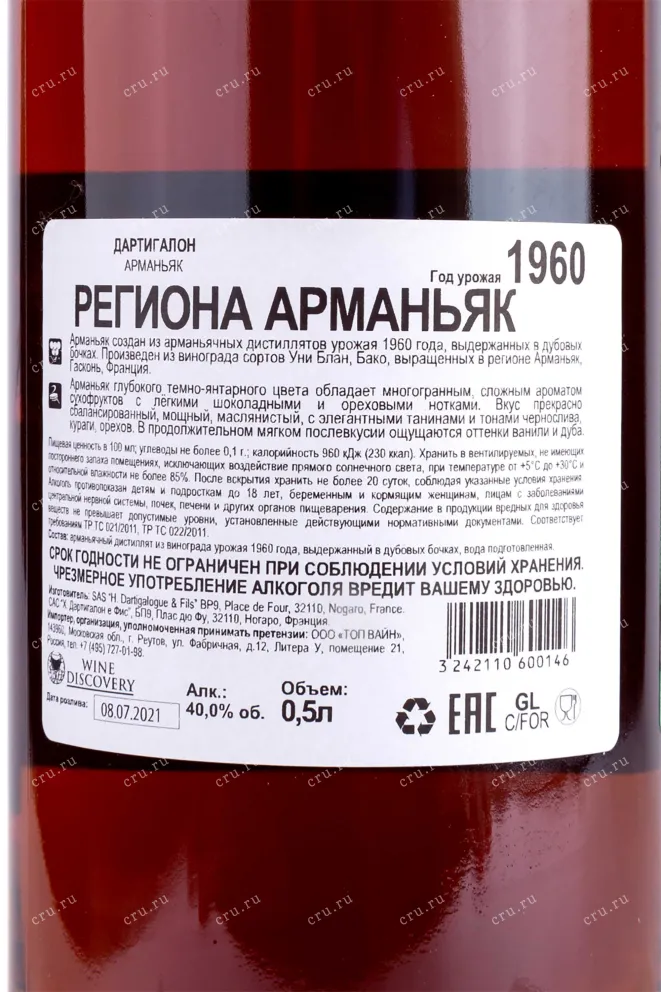 ДАРТИГАЛОН
АРМАНЬЯК
Год урожая 1960
РЕГИОНА АРМАНЬЯК
Арманьяк создан из арманьячных дистиллятов урожая 1960 года, выдержанных в дубовых
бочках. Произведен из винограда сортов Уни Блан, Бако, выращенных в регионе Арманьяк,
Гасконь, Франция.
Арманьяк глубокого темно-янтарного цвета обладает многогранным, сложным ароматом
сухофруктов с лёгкими шоколадными и ореховыми нотками. Вкус прекрасно
сбалансированный, мощный, маслянистый, с элегантными танинами и тонами чернослива,
кураги, орехов. В продолжительном мягком послевкусии ощущаются оттенки ванили и дуба.
Пищевая ценность в 100 мл; углеводы не более 0,1 г.; калорийность 960 кДж (230 ккал). Хранить в вентилируемых, не имеющих
постороннего запаха помещениях, исключающих воздействие прямого солнечного света, при температуре от +5°С до +30°С и
относительной влажности не более 85%. После вскрытия хранить не более 20 суток, соблюдая указанные условия хранения.
Алкоголь противопоказан детям и подросткам до 18 лет, беременным и кормящим женщинам, лицам с заболеваниями
центральной нервной системы, почек, печени и других органов пищеварения. Содержание в продукции вредных для здоровья
веществ не превышает допустимые уровни, установленные действующими нормативными документами. Соответствует
требованиям ТР ТС 021/2011, ТР ТС 022/2011.
Состав: арманьячный дистиллят из винограда урожая 1960 года, выдержанный в дубовых бочках, вода подготовленная.
СРОК ГОДНОСТИ НЕ ОГРАНИЧЕН ПРИ СОБЛЮДЕНИИ УСЛОВИЙ ХРАНЕНИЯ.
ЧРЕЗМЕРНОЕ УПОТРЕБЛЕНИЕ АЛКОГОЛЯ ВРЕДИТ ВАШЕМУ ЗДОРОВЬЮ.
Изготовитель: SAS "H. Dartigalogue & Fils" BP9, Place de Four, 32110, Nogaro, France.
САС "Х. Дартигалон е Фис", БП9, Плас дю Фу, 32110, Ногаро, Франция.
Импортер, организация, уполномоченная принимать претензии: ООО «ТОП ВАЙН»,
143960, Московская обл., г. Реутов, ул. Фабричная, д.12, Литера У, помещение 21,
Россия, тел. +7 (495) 727-01-98.
3 242110 600146
WINE
DISCOVERY
Алк.: Объем:
40,0% об. 0,5л
Дата розлива: 08.07.2021
ЕАС
GL
C/FOR
cru.ru